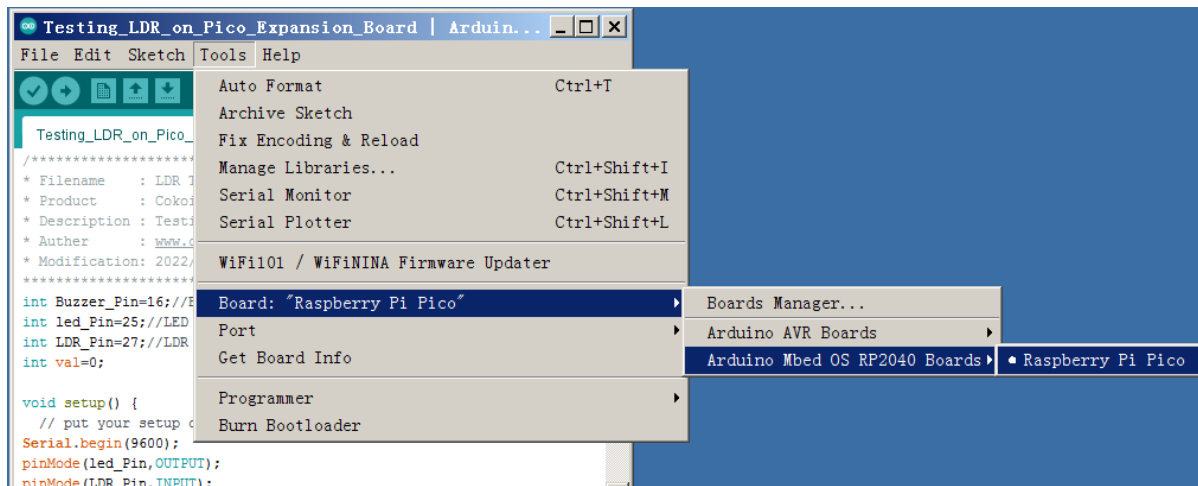 Testing_LDR_on_Pico_Expansion_Board | Arduin...
File Edit Sketch Tools Help
Testing_LDR_on_Pico_
/*********************
* Filename : LDR
* Product : Cokoi
* Description : Testi
* Auther : www.c
* Modification: 2022/
*********************
int Buzzer_Pin=16;//
int led_Pin=25;//LED
int LDR_Pin=27;//LDR
int val=0;
void setup() {
// put your setup
Serial.begin(9600);
pinMode(led_Pin,OUTPUT);
pinMode(LDR_Pin,INPUT);
Auto Format Ctrl+T
Archive Sketch
Fix Encoding & Reload
Manage Libraries... Ctrl+Shift+I
Serial Monitor Ctrl+Shift+M
Serial Plotter Ctrl+Shift+L
WiFi101 / WiFiNINA Firmware Updater
Board: "Raspberry Pi Pico"
Port
Get Board Info
Programmer
Burn Bootloader
Boards Manager...
Arduino AVR Boards
Arduino Mbed OS RP2040 Boards
Raspberry Pi Pico